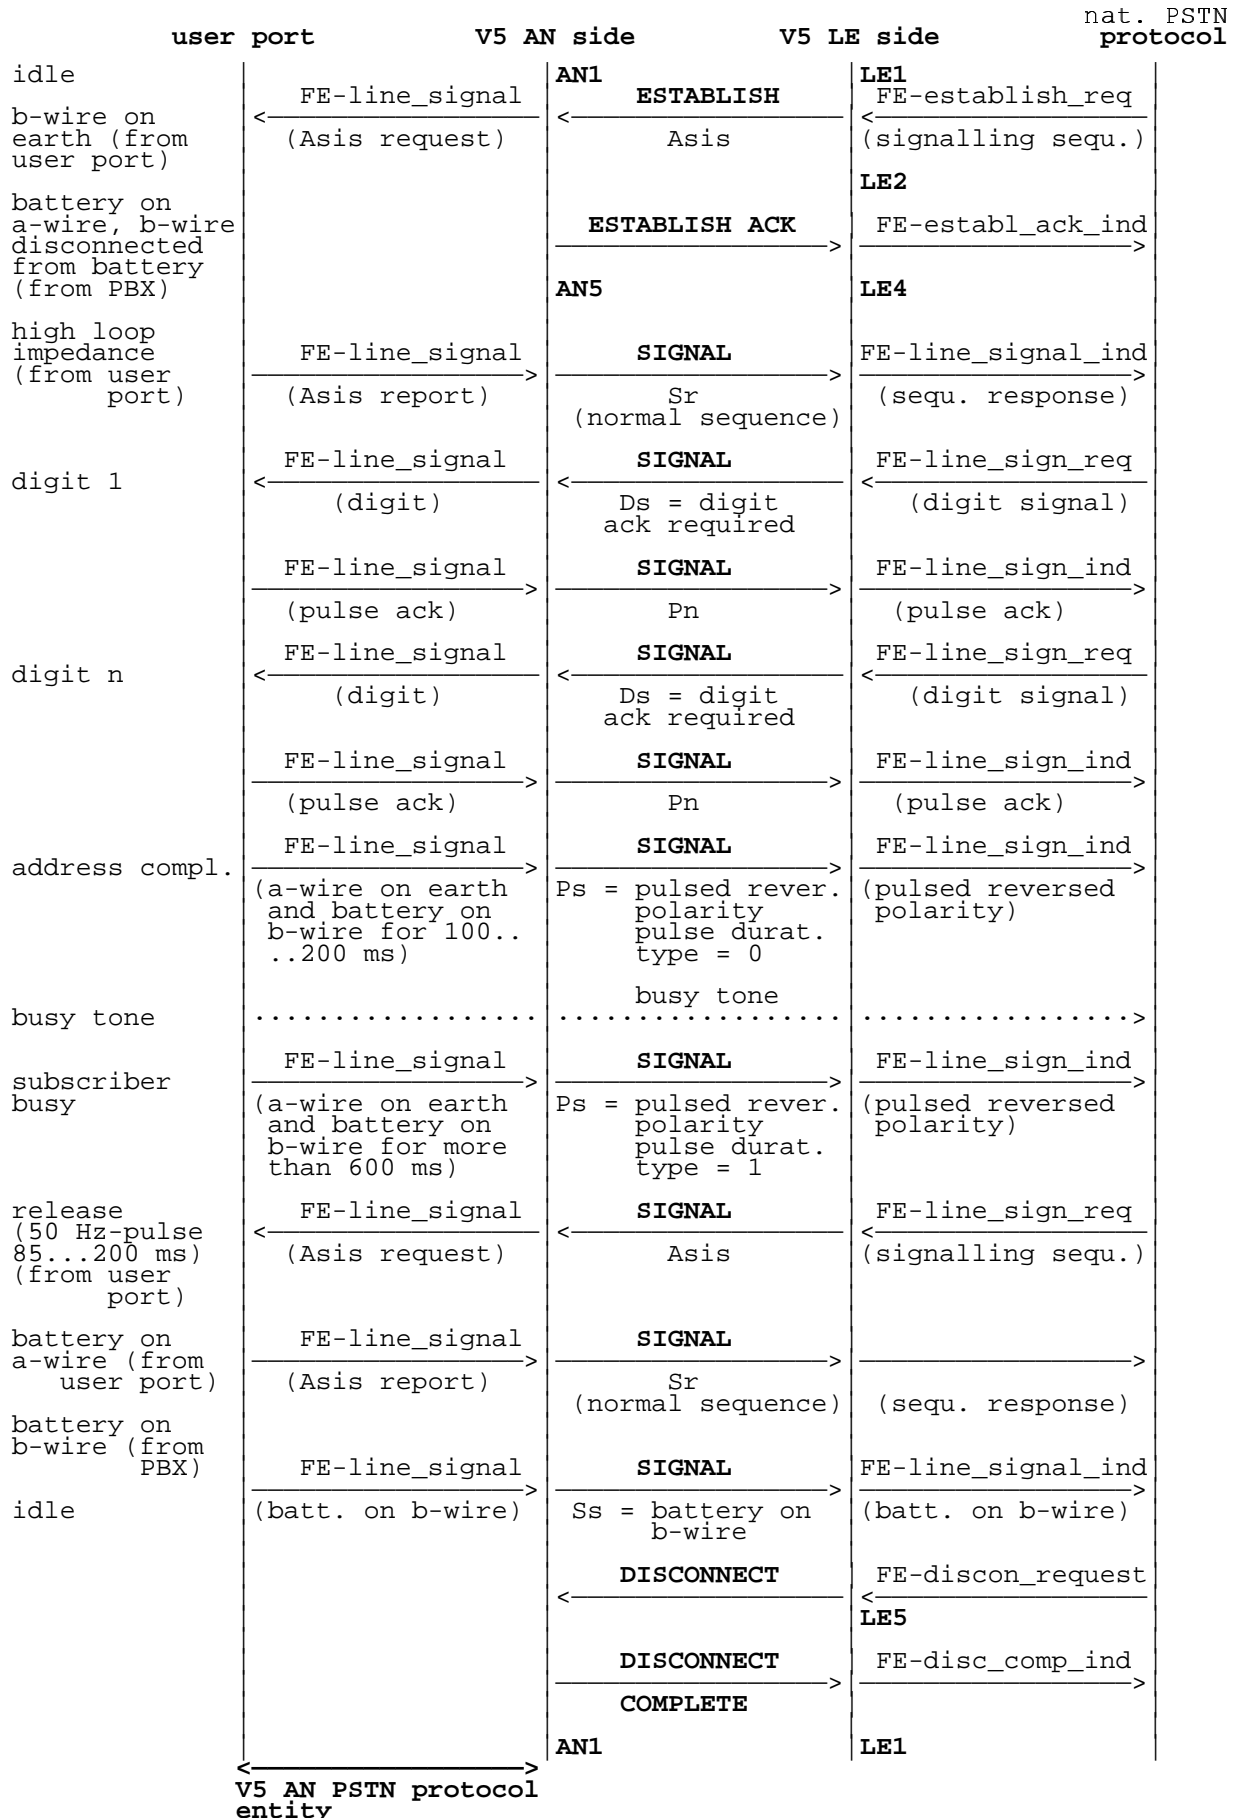 nat. PSTN
user port V5 AN side V5 LE side protocol
idle AN1 LE1
FE-line_signal ESTABLISH FE-establish_req
b-wire on
earth (from (Asis request) Asis (signalling sequ.)
user port)
LE2
battery on
a-wire, b-wire ESTABLISH ACK FE-establ_ack_ind
disconnected
from battery
(from PBX) AN5 LE4
high loop
impedance FE-line_signal SIGNAL FE-line_signal_ind
(from user
port) (Asis report) Sr (sequ. response)
(normal sequence)
FE-line_signal SIGNAL FE-line_sign_req
digit 1
(digit) Ds = digit (digit signal)
ack required
FE-line_signal SIGNAL FE-line_sign_ind
(pulse ack) Pn (pulse ack)
FE-line_signal SIGNAL FE-line_sign_req
digit n
(digit) Ds = digit (digit signal)
ack required
FE-line_signal SIGNAL FE-line_sign_ind
(pulse ack) Pn (pulse ack)
FE-line_signal SIGNAL FE-line_sign_ind
address compl.
(a-wire on earth Ps = pulsed rever. (pulsed reversed
and battery on polarity polarity)
b-wire for 100.. pulse durat.
..200 ms) type = 0
busy tone
busy tone
FE-line_signal SIGNAL FE-line_sign_ind
subscriber
busy (a-wire on earth Ps = pulsed rever. (pulsed reversed
and battery on polarity polarity)
b-wire for more pulse durat.
than 600 ms) type = 1
release FE-line_signal SIGNAL FE-line_sign_req
(50 Hz-pulse
85...200 ms) (Asis request) Asis (signalling sequ.)
(from user
port)
battery on FE-line_signal SIGNAL
a-wire (from
user port) (Asis report) Sr
(normal sequence) (sequ. response)
battery on
b-wire (from
PBX) FE-line_signal SIGNAL FE-line_signal_ind
idle (batt. on b-wire) Ss = battery on (batt. on b-wire)
b-wire
DISCONNECT FE-discon_request
LE5
DISCONNECT FE-disc_comp_ind
COMPLETE
AN1 LE1
V5 AN PSTN protocol
entity